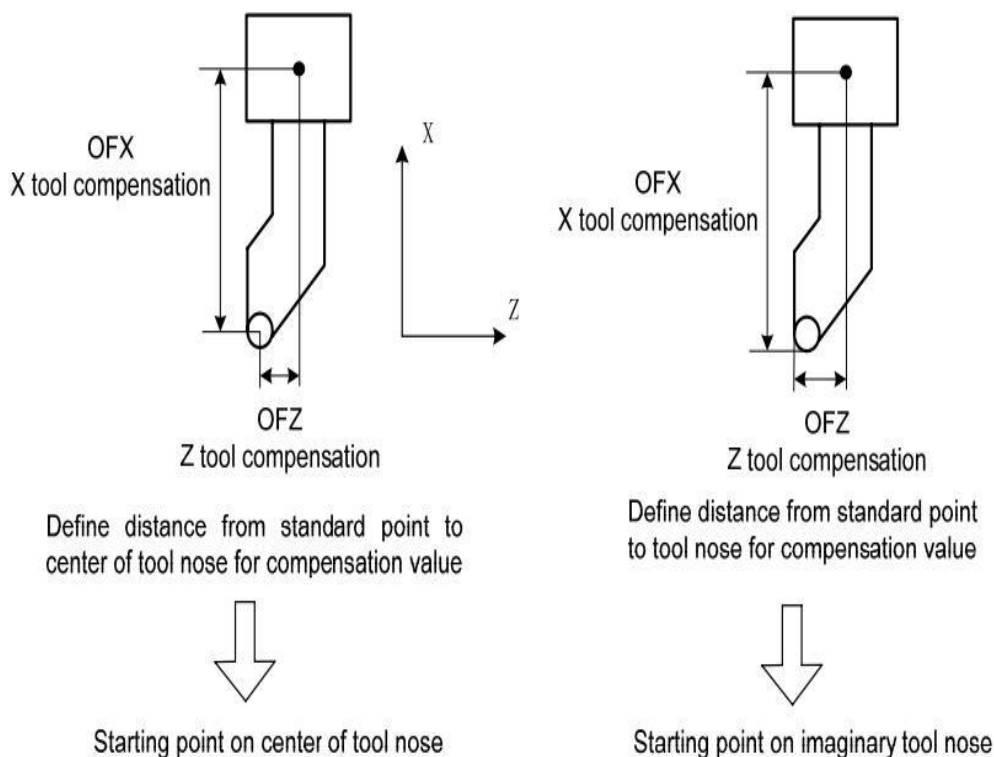 OFX
X tool compensation
X
Z
OFZ
Z tool compensation
Define distance from standard point to
center of tool nose for compensation value
Starting point on center of tool nose
OFX
X tool compensation
OFZ
Z tool compensation
Define distance from standard point
to tool nose for compensation value
Starting point on imaginary tool nose